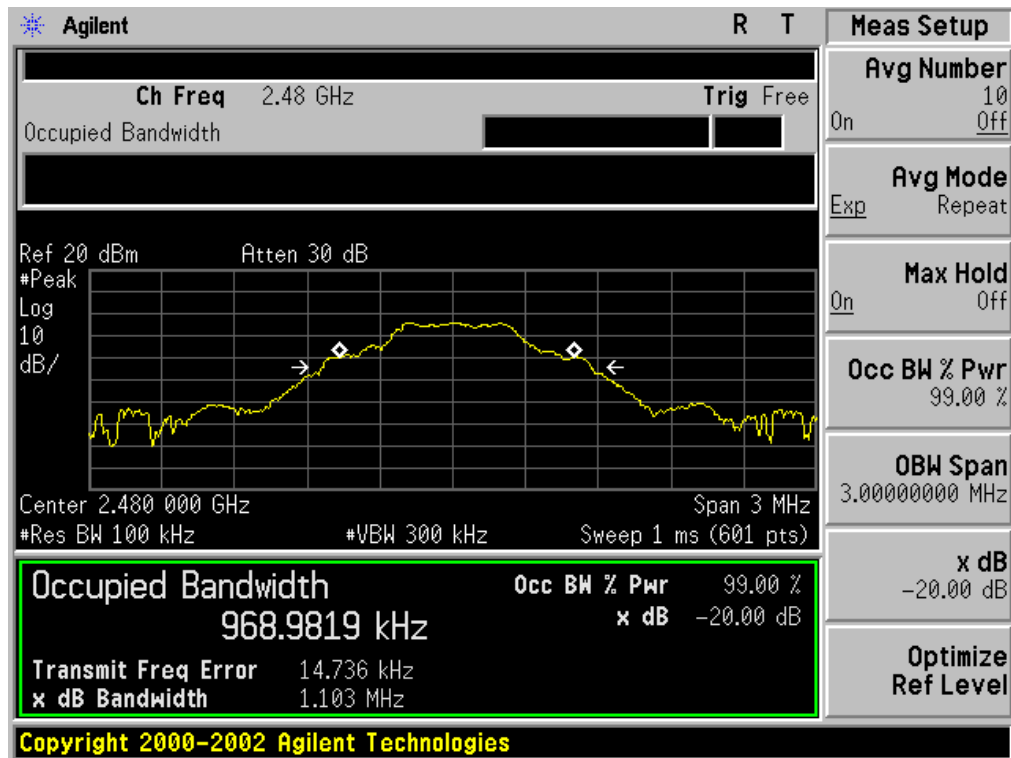 Agilent R T
Ch Freq 2.48 GHz Trig Free
Occupied Bandwidth
Ref 20 dBm Atten 30 dB
#Peak
Log
10
dB/
Center 2.480 000 GHz Span 3 MHz
#Res BW 100 kHz #VBW 300 kHz Sweep 1 ms (601 pts)
Occupied Bandwidth Occ BW % Pwr 99.00 %
968.9819 kHz x dB -20.00 dB
Transmit Freq Error 14.736 kHz
x dB Bandwidth 1.103 MHz
Copyright 2000-2002 Agilent Technologies
Meas Setup
Avg Number
10
On Off
Avg Mode
Exp Repeat
Max Hold
On Off
Occ BW % Pwr
99.00 %
OBW Span
3.00000000 MHz
x dB
-20.00 dB
Optimize
Ref Level